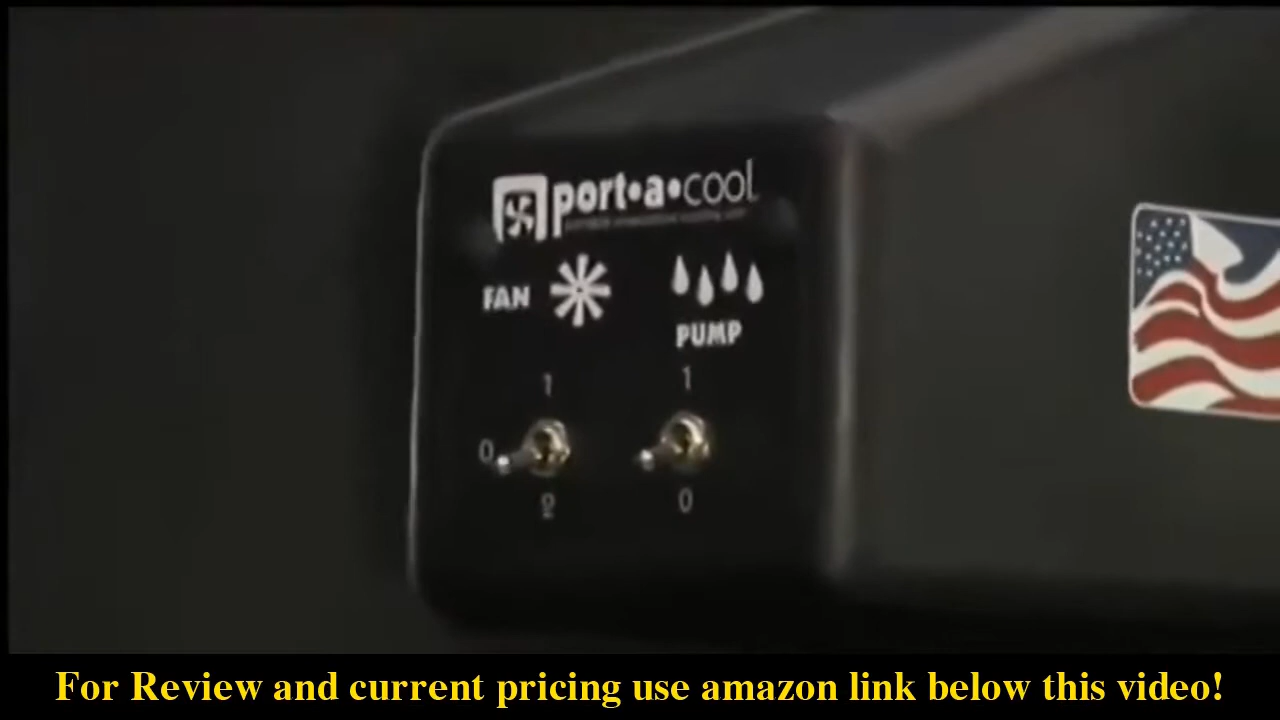 port•a•cool
FAN
PUMP
1
1
0
2
0
For Review and current pricing use amazon link below this video!